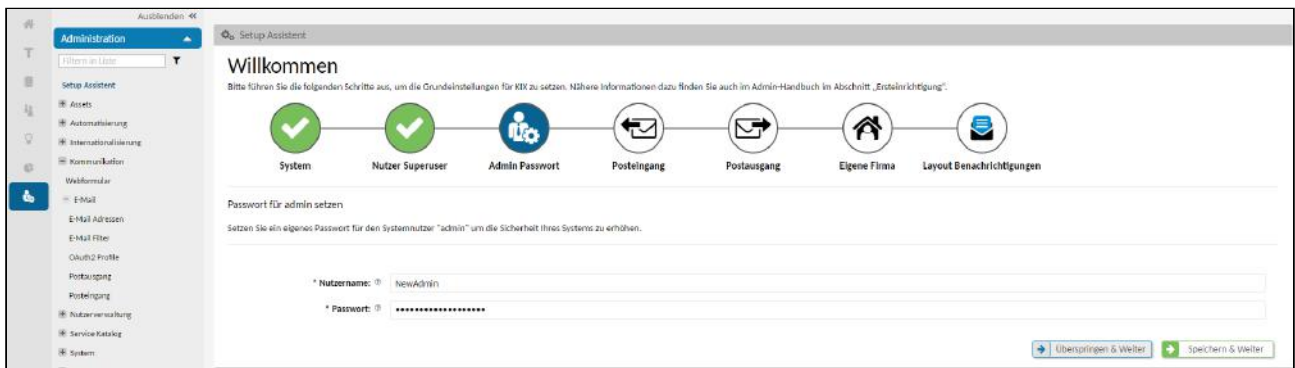 Ausblenden «
Administration
Filtern in Liste
Setup Assistent
Assets
Automatisierung
Internationalisierung
Kommunikation
Webformular
E-Mail
E-Mail Adressen
E-Mail Filter
OAuth2 Profile
Postausgang
Posteingang
Nutzerverwaltung
Service Katalog
System
Setup Assistent
Willkommen
Bitte führen Sie die folgenden Schritte aus, um die Grundeinstellungen für KIX zu setzen. Nähere Informationen dazu finden Sie auch im Admin-Handbuch im Abschnitt „Ersteinrichtigung".
System
Nutzer Superuser
Admin Passwort
Posteingang
Postausgang
Eigene Firma
Layout Benachrichtigungen
Passwort für admin setzen
Setzen Sie ein eigenes Passwort für den Systemnutzer "admin" um die Sicherheit Ihres Systems zu erhöhen.
* Nutzername: NewAdmin
* Passwort: •••••••••••••••••••
Überspringen & Weiter
Speichern & Weiter